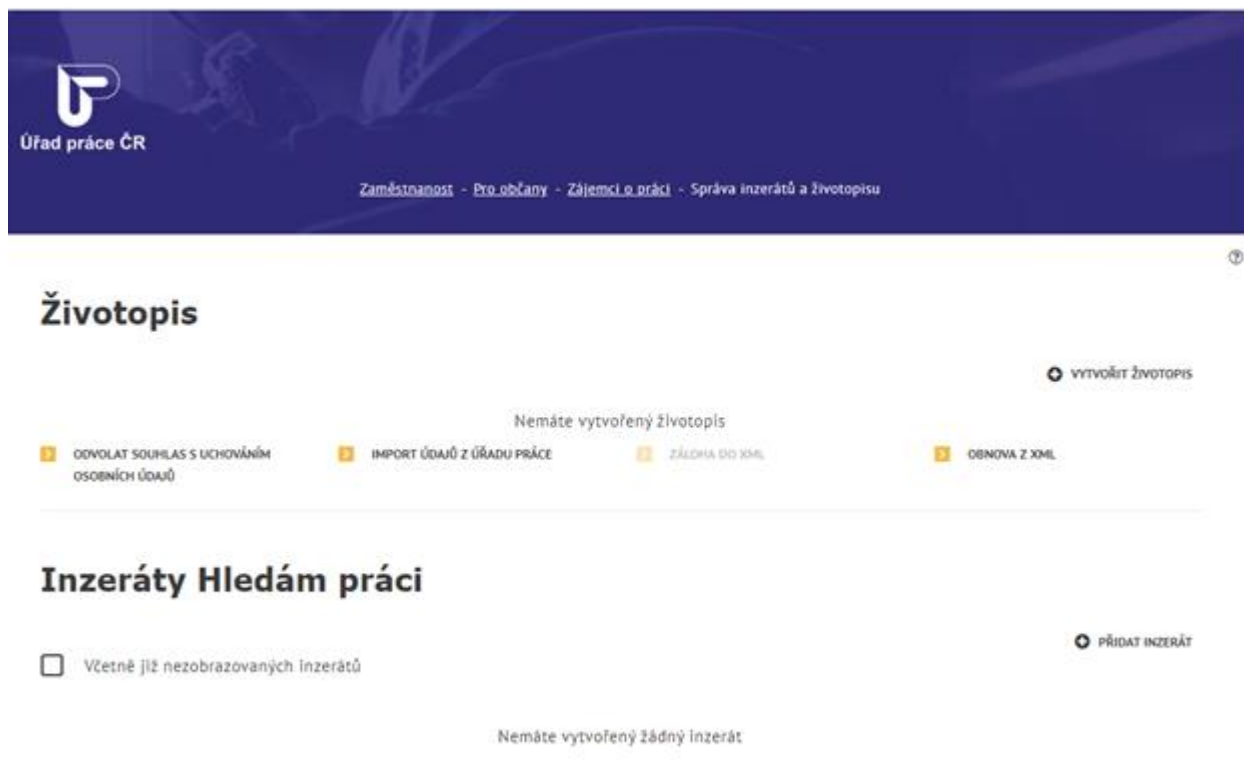 Úřad práce ČR
Zaměstnanost - Pro občany - Zájemci o práci - Správa inzerátů a životopisu
Životopis
VYTVOŘIT ŽIVOTOPIS
Nemáte vytvořený životopis
ODVOLAT SOUHLAS S UCHOVÁNÍM
OSOBNÍCH ÚDAJŮ
IMPORT ÚDAJŮ Z ÚŘADU PRÁCE
ZÁLOHA DO XML
OBNOVA Z XML
Inzeráty Hledám práci
PŘIDAT INZERÁT
Včetně již nezobrazovaných inzerátů
Nemáte vytvořený žádný inzerát